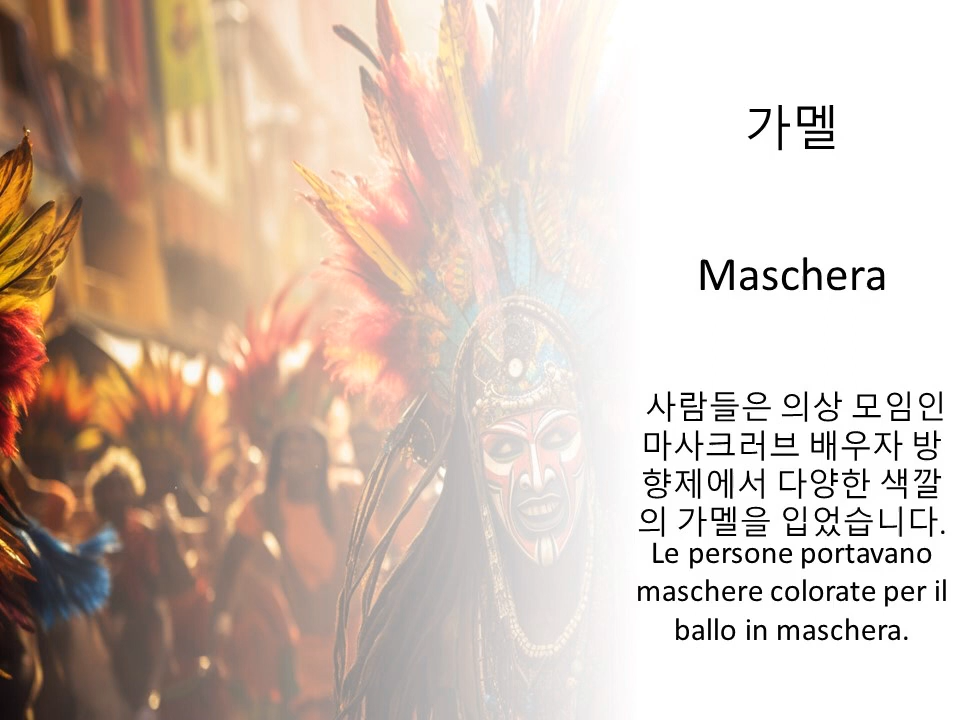 가멜
Maschera
사람들은 의상 모임인
마사크러브 배우자 방
향제에서 다양한 색깔
의 가멜을 입었습니다.
Le persone portavano
maschere colorate per il
ballo in maschera.